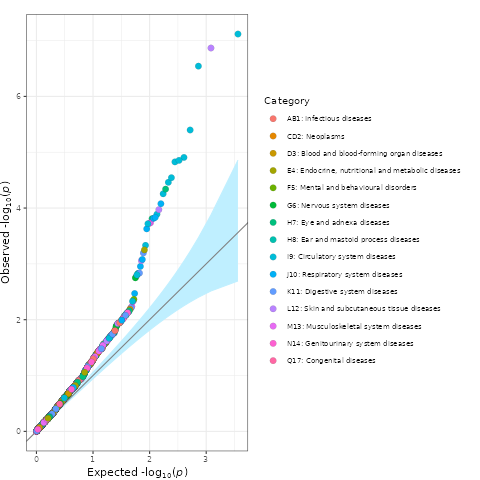 Observed -log10(p)
6
4
2
0
0
1
2
3
Expected -log10(p)
Category
AB1: Infectious diseases
CD2: Neoplasms
D3: Blood and blood-forming organ diseases
E4: Endocrine, nutritional and metabolic diseases
F5: Mental and behavioural disorders
G6: Nervous system diseases
H7: Eye and adnexa diseases
H8: Ear and mastoid process diseases
I9: Circulatory system diseases
J10: Respiratory system diseases
K11: Digestive system diseases
L12: Skin and subcutaneous tissue diseases
M13: Musculoskeletal system diseases
N14: Genitourinary system diseases
Q17: Congenital diseases